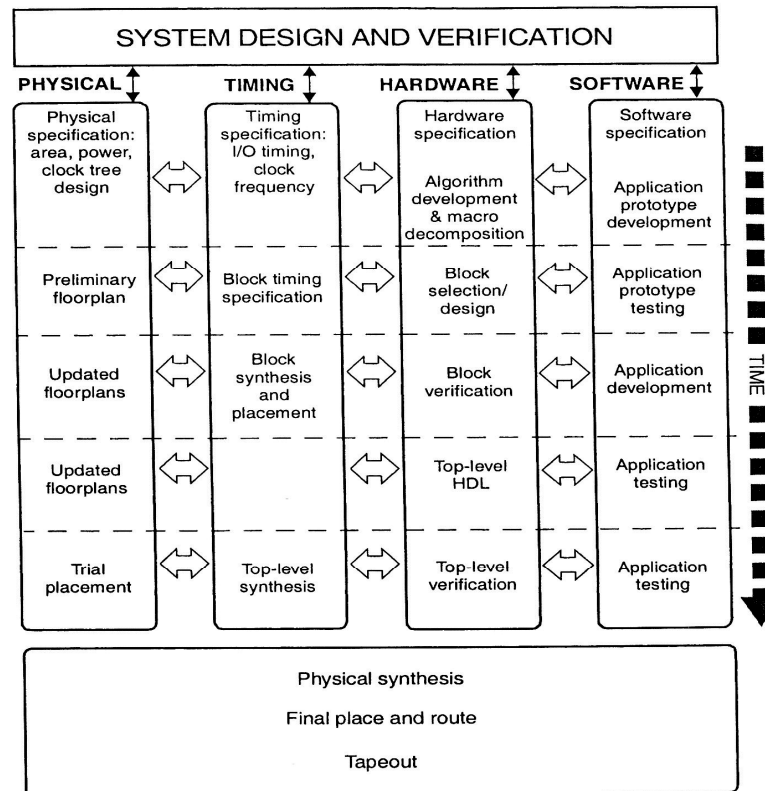 SYSTEM DESIGN AND VERIFICATION
PHYSICAL
TIMING
HARDWARE
SOFTWARE
Physical
specification:
area, power,
clock tree
design
Timing
specification:
I/O timing,
clock
frequency
Hardware
specification
Algorithm
development
& macro
decomposition
Software
specification
Application
prototype
development
Preliminary
floorplan
Block timing
specification
Block
selection/
design
Application
prototype
testing
Updated
floorplans
Block
synthesis
and
placement
Block
verification
Application
development
Updated
floorplans
Top-level
HDL
Application
testing
Trial
placement
Top-level
synthesis
Top-level
verification
Application
testing
TIME
Physical synthesis
Final place and route
Tapeout